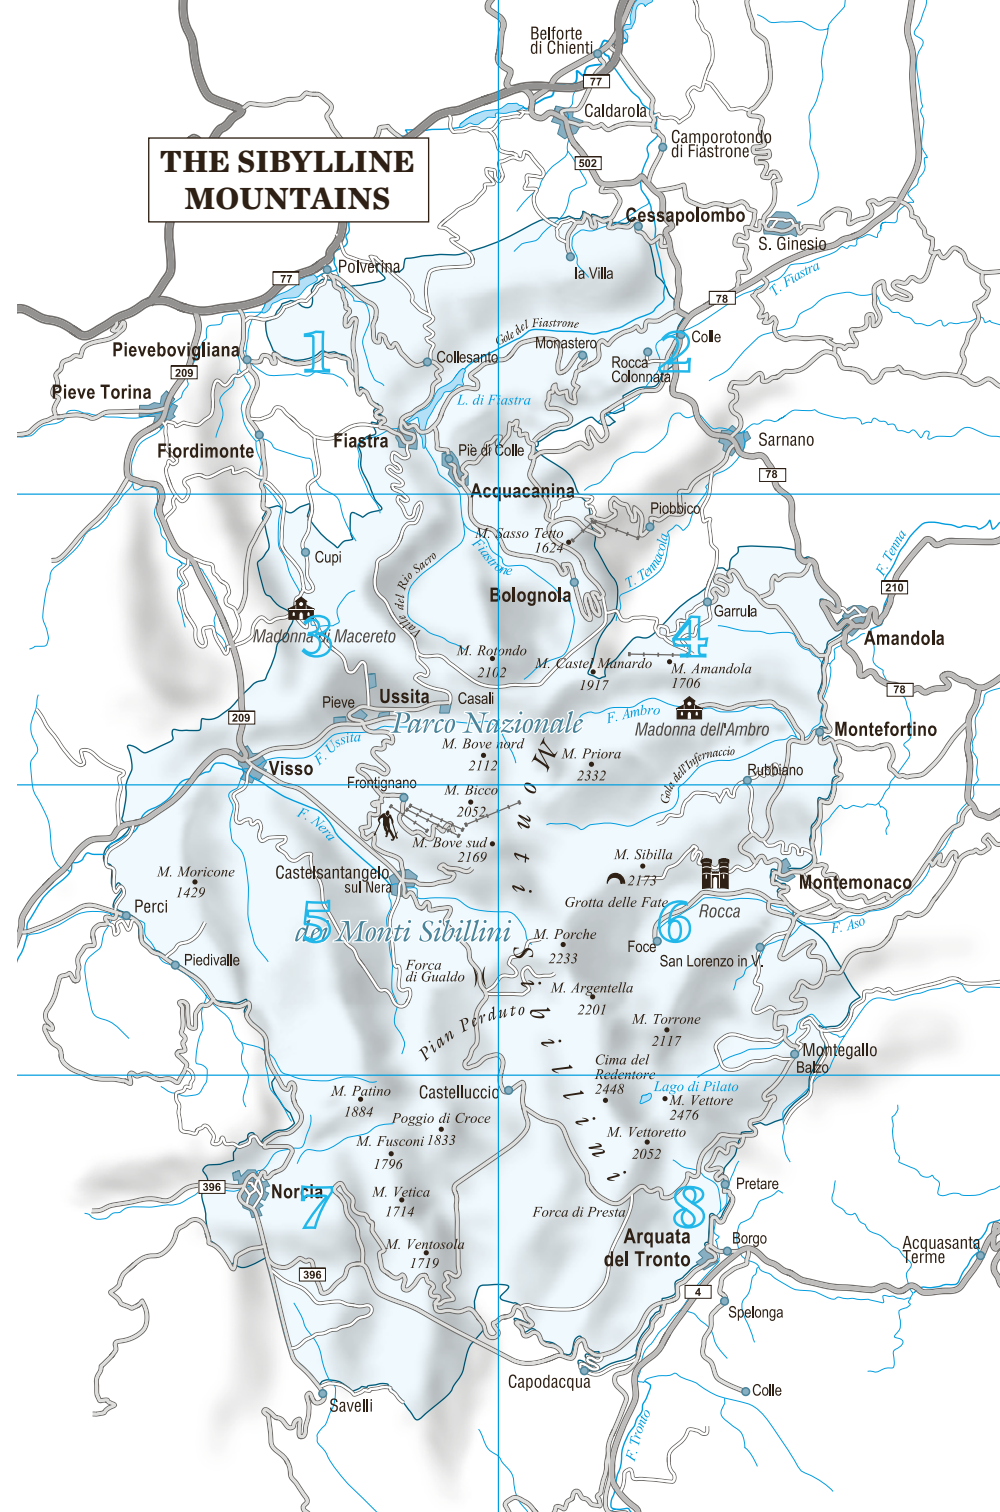 Belforte
di Chienti
77
Caldarola
THE SIBYLLINE
MOUNTAINS
Camporotondo
di Fiastrone
502
Cessapolombo
S. Ginesio
la Villa
Polverina
77
T. Fiastra
78
Gole del Fiastrone
1
2
Colle
Monastero
Pievebovigliana
Collesanto
Rocca
Colonnata
209
Pieve Torina
L. di Fiastra
Fiastra
Sarnano
Fiordimonte
Piè di Colle
78
Acquacanina
Piobbico
M. Sasso Tetto
1624
F. Tenna
Fiastrone
Cupi
Valle del Rio Sacro
T. Tennacola
210
Bolognola
Garrula
Madonna di Macereto
3
4
Amandola
M. Rotondo
2102
M. Castel Manardo
1917
M. Amandola
1706
78
Pieve
Ussita
Casali
209
Parco Nazionale
F. Ambro
Madonna dell'Ambro
Montefortino
F. Ussita
M. Bove nord
2112
M. Priora
2332
Gola dell'Infernaccio
Visso
Rubbiano
Frontignano
M. Bicco
2052
Monti Sibillini
F. Nera
M. Bove sud
2169
M. Sibilla
2173
M. Moricone
1429
Castelsantangelo
sul Nera
Montemonaco
Grotta delle Fate
Rocca
Perci
5
6
dei Monti Sibillini
F. Aso
M. Porche
2233
Foce
San Lorenzo in V.
Piedivalle
Forca
di Gualdo
M. Argentella
2201
Pian Perduto
M. Torrone
2117
Montegallo
Balzo
Cima del
Redentore
2448
Castelluccio
M. Patino
1884
Lago di Pilato
M. Vettore
2476
Poggio di Croce
1833
M. Fusconi
1796
M. Vettoretto
2052
396
Norcia
7
M. Vetica
1714
Pretare
8
Forca di Presta
Arquata
del Tronto
Borgo
M. Ventosola
1719
Acquasanta
Terme
396
4
Spelonga
Capodacqua
Colle
Savelli
F. Tronto